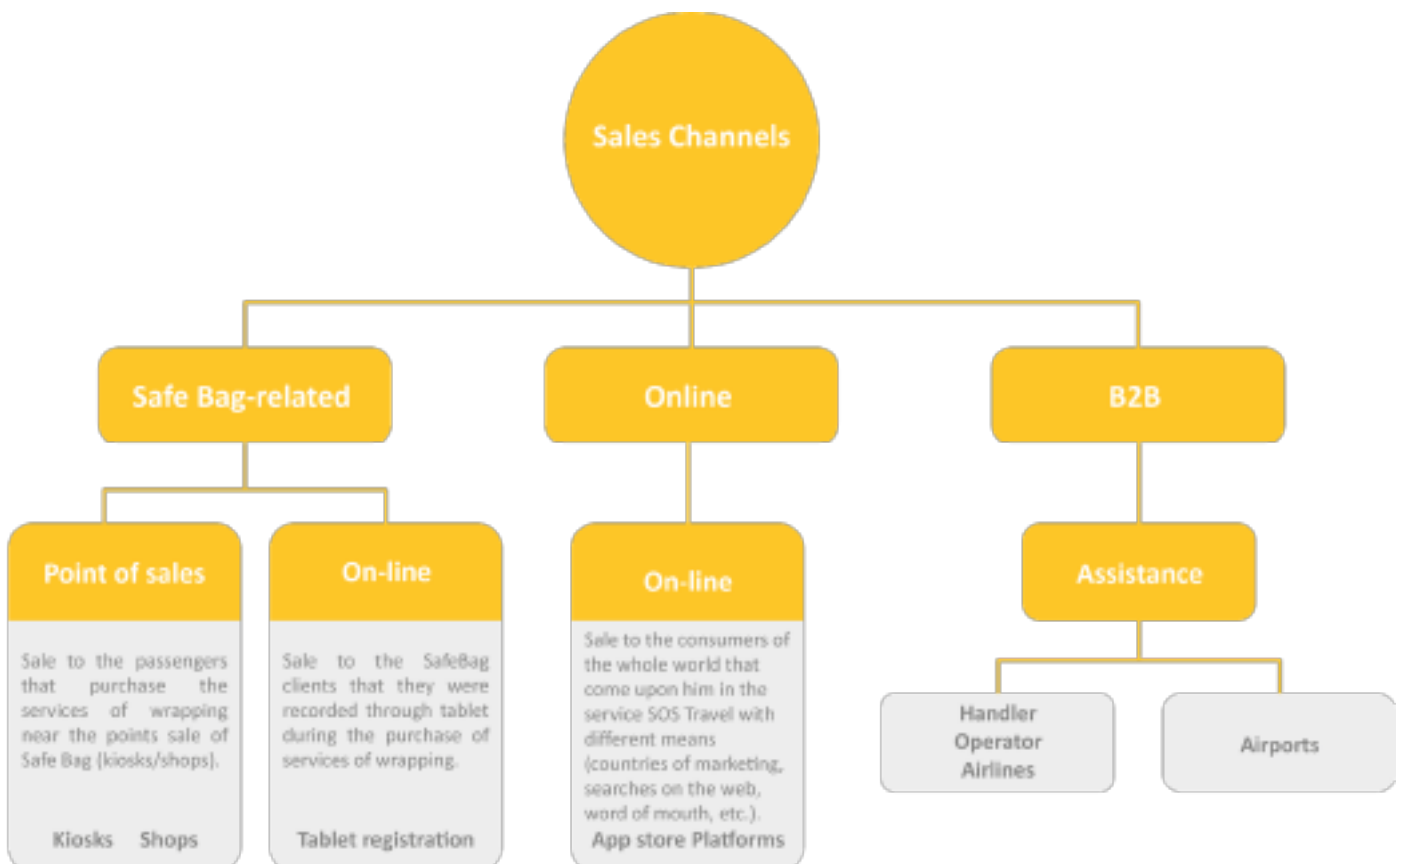 Sales Channels
Safe Bag-related
Online
B2B
Point of sales
Sale to the passengers
that purchase the
services of wrapping
near the points sale of
Safe Bag (kiosks/shops).
Kiosks Shops
On-line
Sale to the SafeBag
clients that they were
recorded through tablet
during the purchase of
services of wrapping.
Tablet registration
On-line
Sale to the consumers of
the whole world that
come upon him in the
service SOS Travel with
different means
(countries of marketing,
searches on the web,
word of mouth, etc.).
App store Platforms
Assistance
Handler
Operator
Airlines
Airports